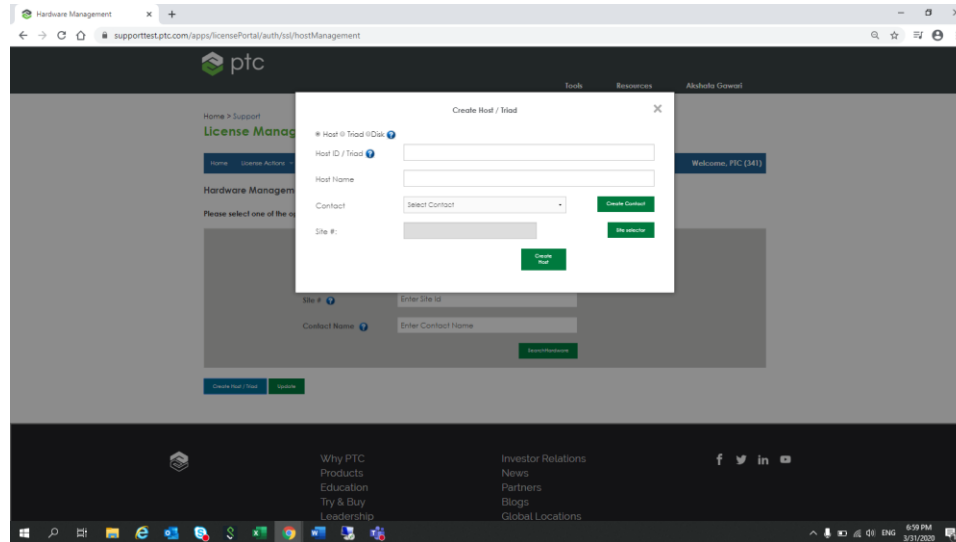 Hardware Management
supporttest.ptc.com/apps/licensePortal/auth/ssl/hostManagement
ptc
Tools Resources Akshata Gawari
Home > Support
License Manag
Home License Actions Welcome, PTC (341)
Hardware Managem
Please select one of the op
Create Host / Triad
Host Triad Disk
Host ID / Triad
Host Name
Contact Select Contact Create Contact
Site #: Site selector
Create
Host
Site # Enter Site Id
Contact Name Enter Contact Name
SearchHardware
Create Host / Triad Update
Why PTC Investor Relations
Products News
Education Partners
Try & Buy Blogs
Leadership Global Locations
ENG 6:59 PM
3/31/2020